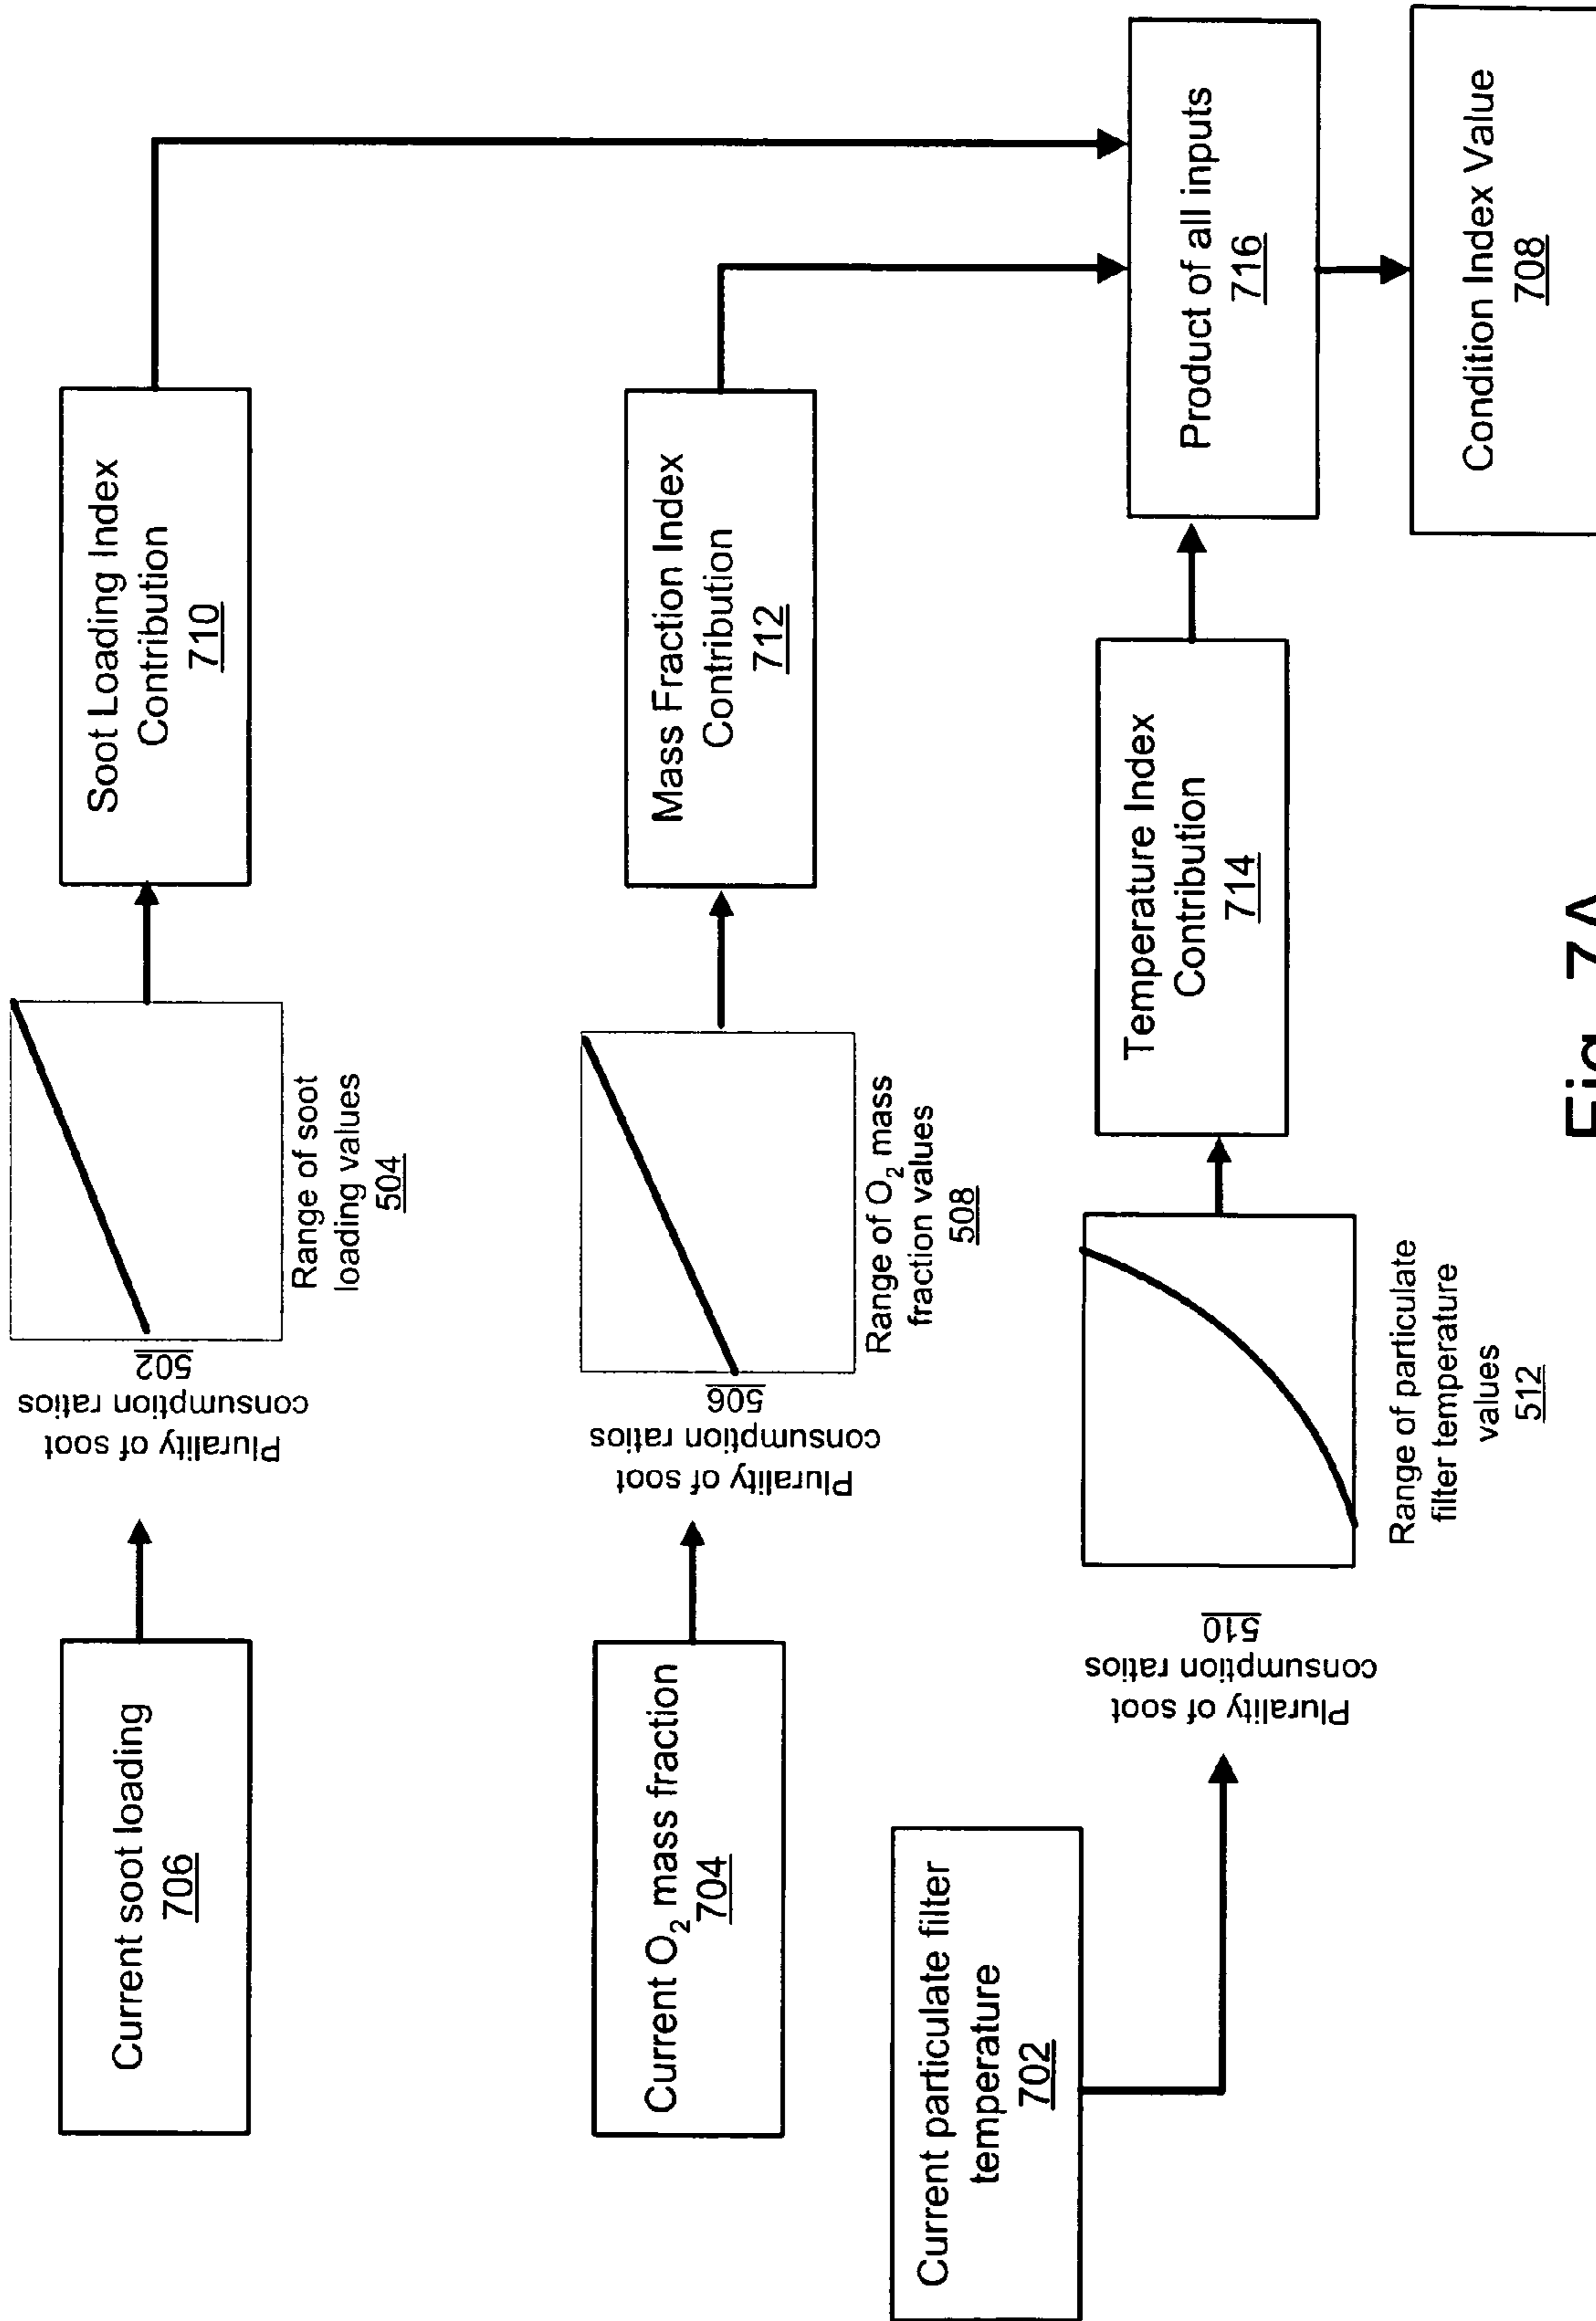 Current soot loading
706
Plurality of soot
consumption ratios
502
Range of soot
loading values
504
Soot Loading Index
Contribution
710
Current O₂ mass fraction
704
Plurality of soot
consumption ratios
506
Range of O₂ mass
fraction values
508
Mass Fraction Index
Contribution
712
Current particulate filter
temperature
702
Plurality of soot
consumption ratios
510
Range of particulate
filter temperature
values
512
Temperature Index
Contribution
714
Product of all inputs
716
Condition Index Value
708
Fig. 7A